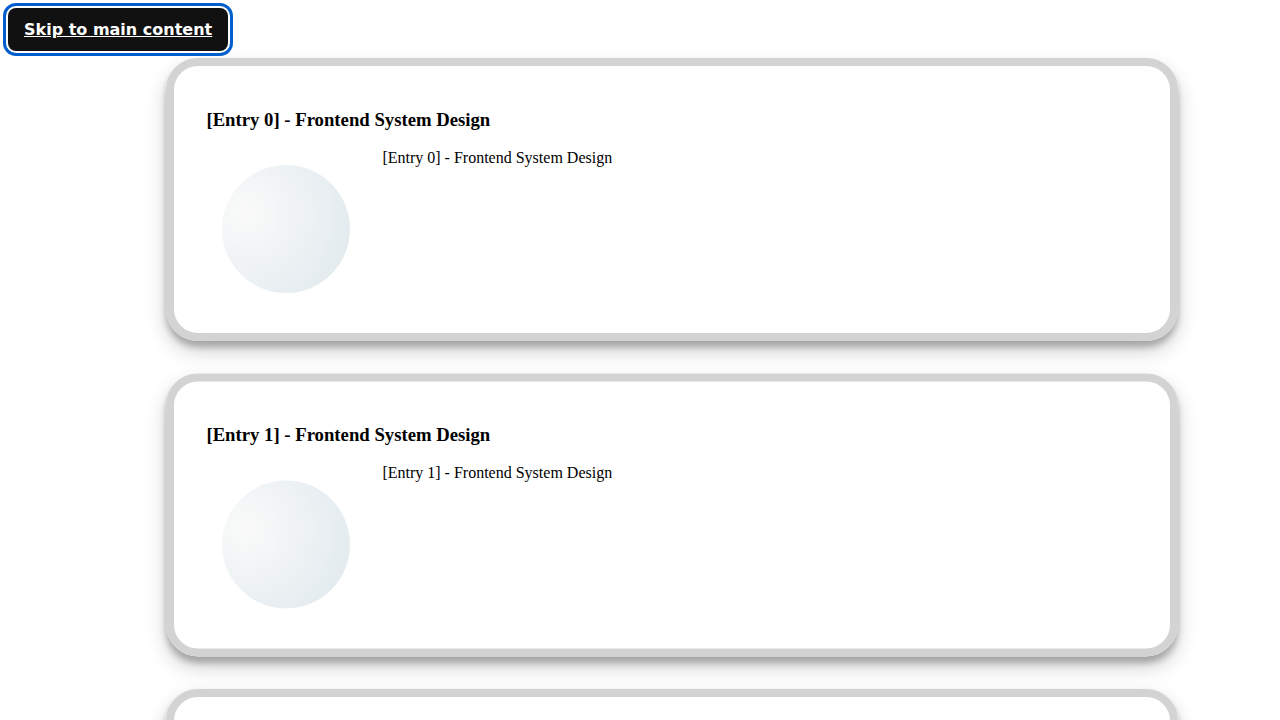 Skip to main content
[Entry 0] - Frontend System Design
[Entry 0] - Frontend System Design
[Entry 1] - Frontend System Design
[Entry 1] - Frontend System Design